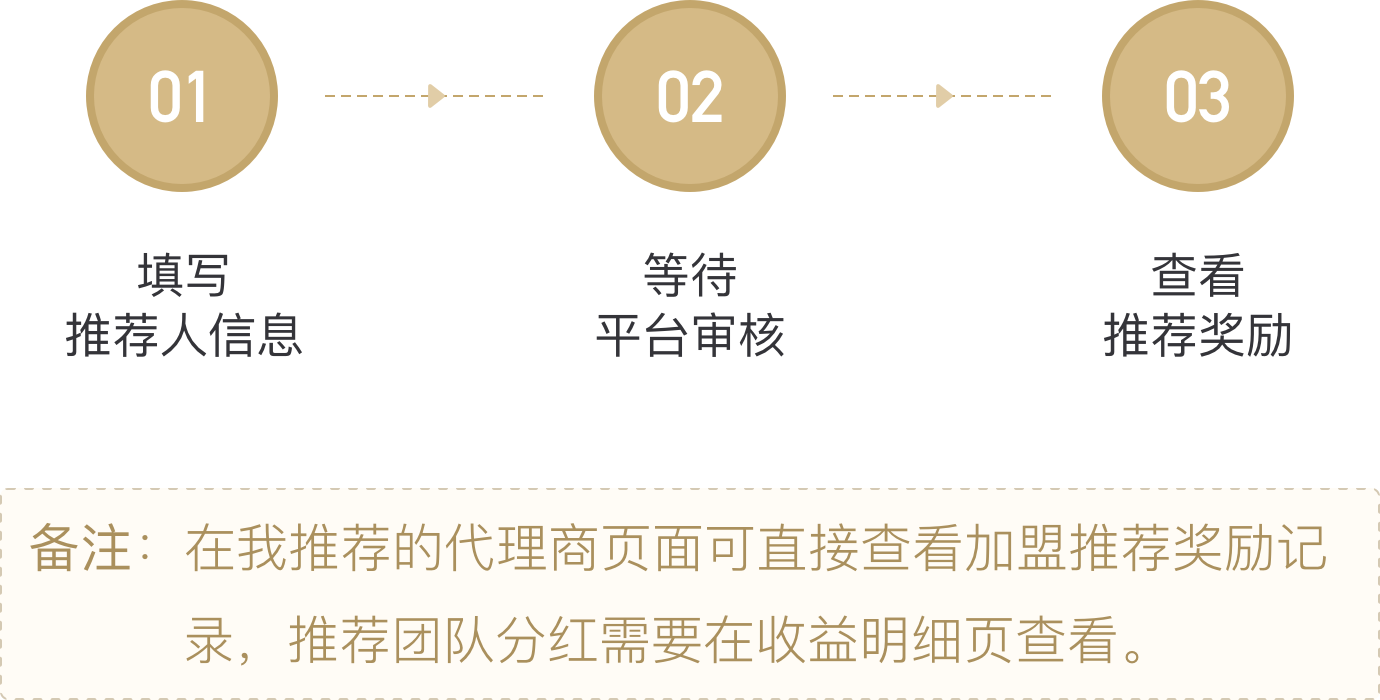 01
02
03
填写
推荐人信息
等待
平台审核
查看
推荐奖励
备注：在我推荐的代理商页面可直接查看加盟推荐奖励记
录，推荐团队分红需要在收益明细页查看。